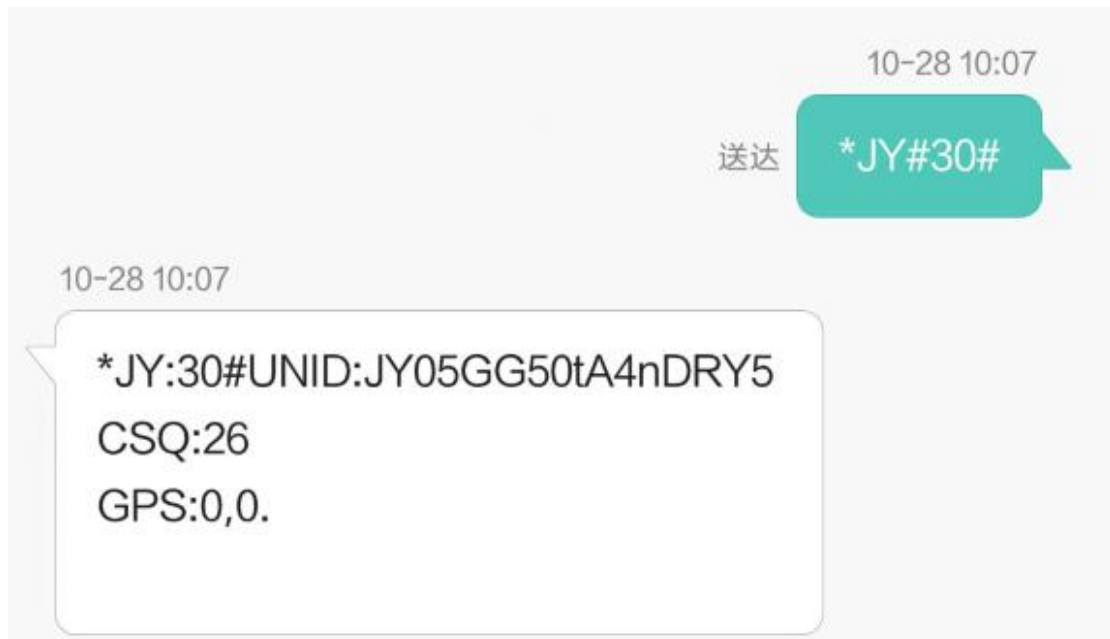 10-28 10:07
送达
*JY#30#
10-28 10:07
*JY:30#UNID:JY05GG50tA4nDRY5
CSQ:26
GPS:0,0.